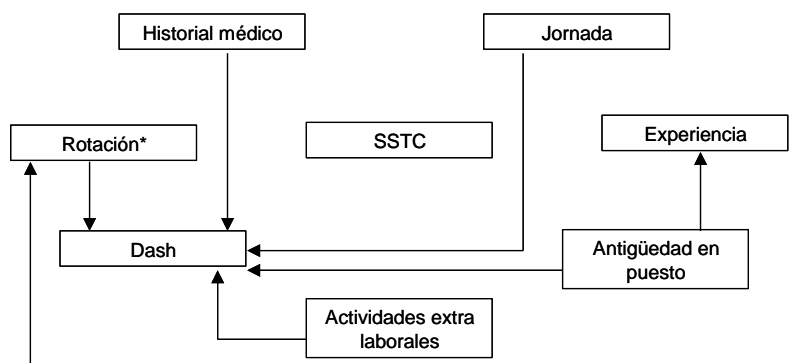 Historial médico
Jornada
Rotación*
SSTC
Experiencia
Dash
Antigüedad en
puesto
Actividades extra
laborales